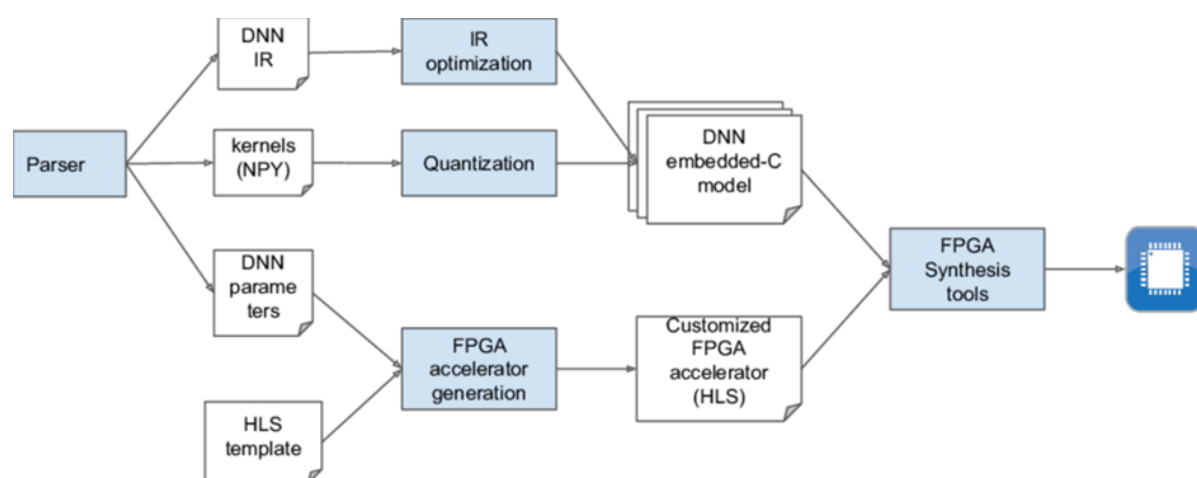 DNN
IR
IR
optimization
Parser
kernels
(NPY)
Quantization
DNN
embedded-C
model
DNN
parame
ters
FPGA
Synthesis
tools
FPGA
accelerator
generation
Customized
FPGA
accelerator
(HLS)
HLS
template